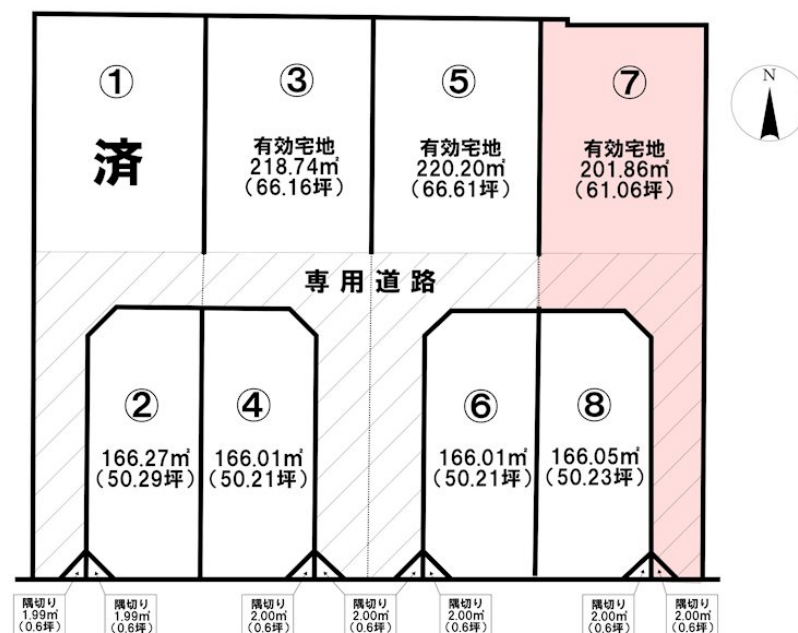 ①
済
③
有効宅地
218.74㎡
（66.16坪）
⑤
有効宅地
220.20㎡
（66.61坪）
⑦
有効宅地
201.86㎡
（61.06坪）
N
専用道路
②
166.27㎡
（50.29坪）
④
166.01㎡
（50.21坪）
⑥
166.01㎡
（50.21坪）
⑧
166.05㎡
（50.23坪）
隅切り
1.99㎡
（0.6坪）
隅切り
1.99㎡
（0.6坪）
隅切り
2.00㎡
（0.6坪）
隅切り
2.00㎡
（0.6坪）
隅切り
2.00㎡
（0.6坪）
隅切り
2.00㎡
（0.6坪）
隅切り
2.00㎡
（0.6坪）